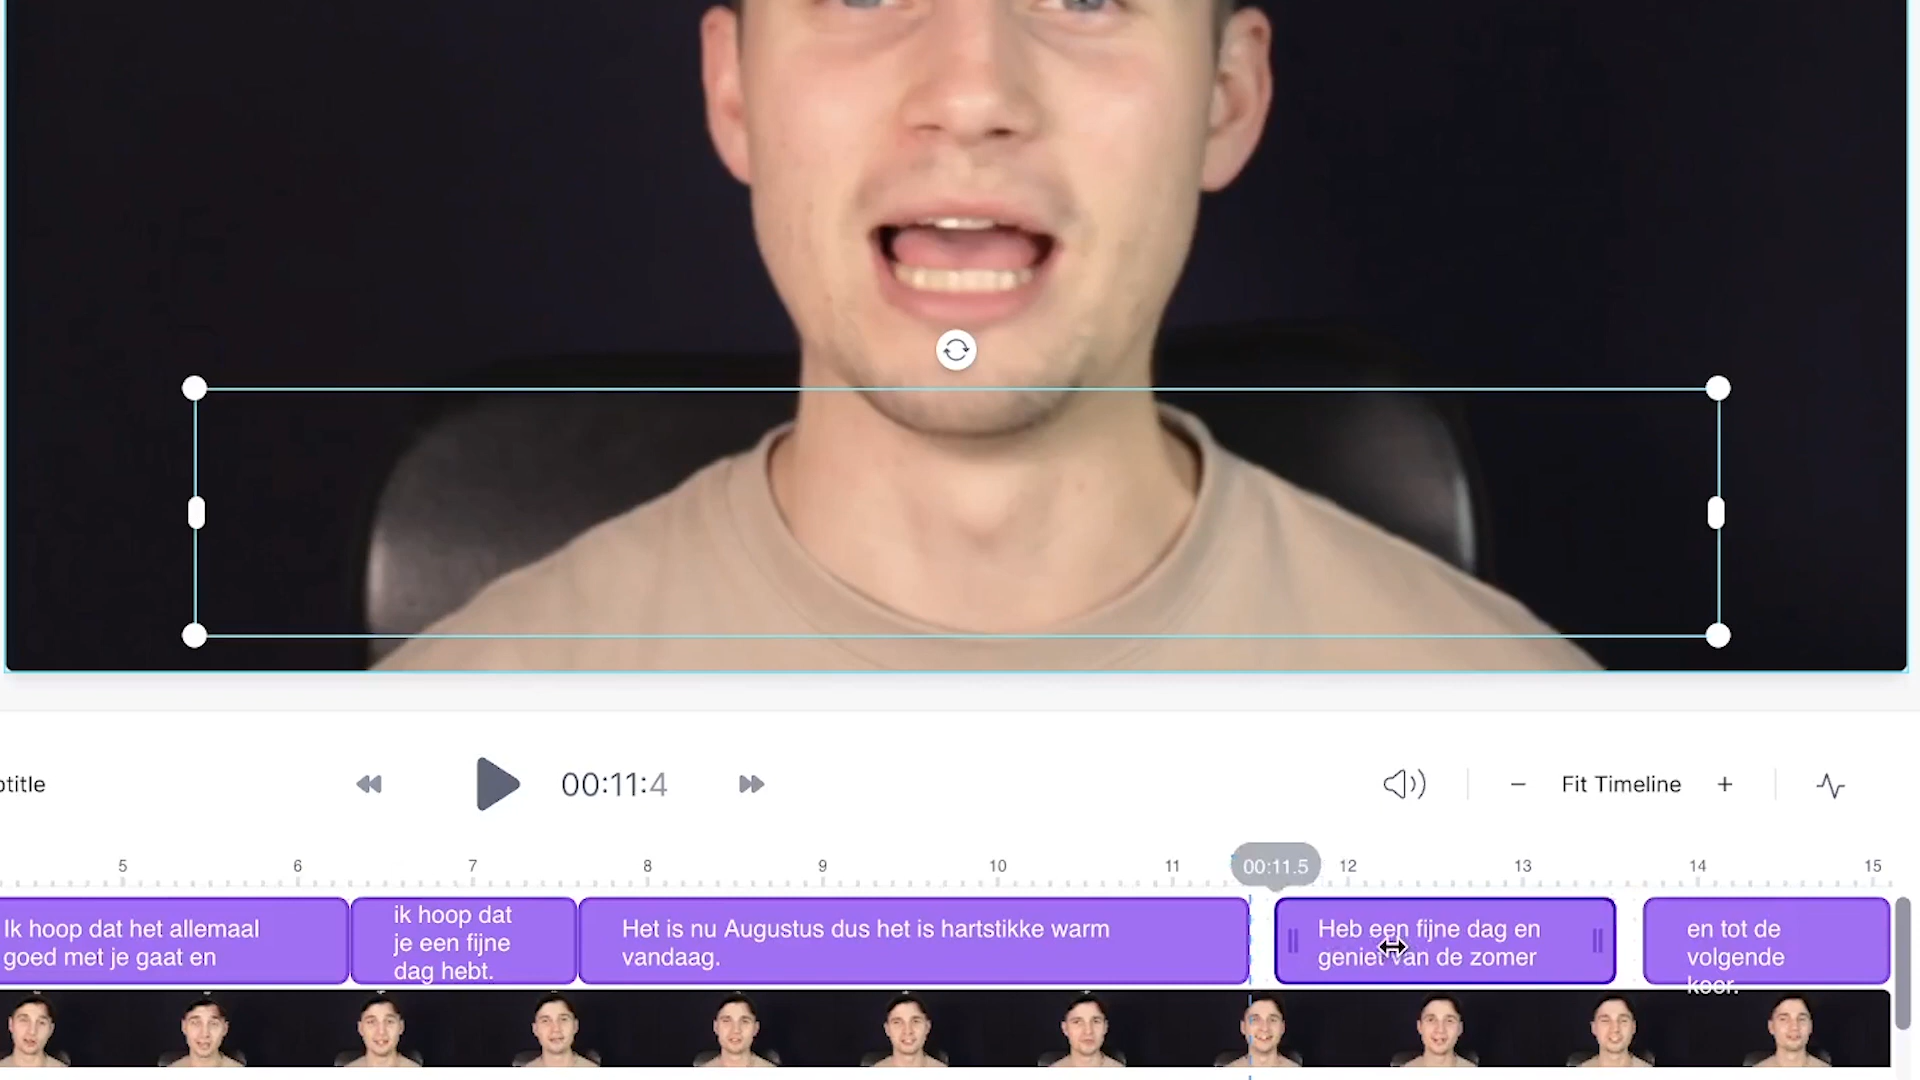 otitle
00:11:4
Fit Timeline
5 6 7 8 9 10 11 00:11.5 12 13 14 15
Ik hoop dat het allemaal
goed met je gaat en
ik hoop dat
je een fijne
dag hebt.
Het is nu Augustus dus het is hartstikke warm
vandaag.
Heb een fijne dag en
geniet van de zomer
en tot de
volgende
keer.